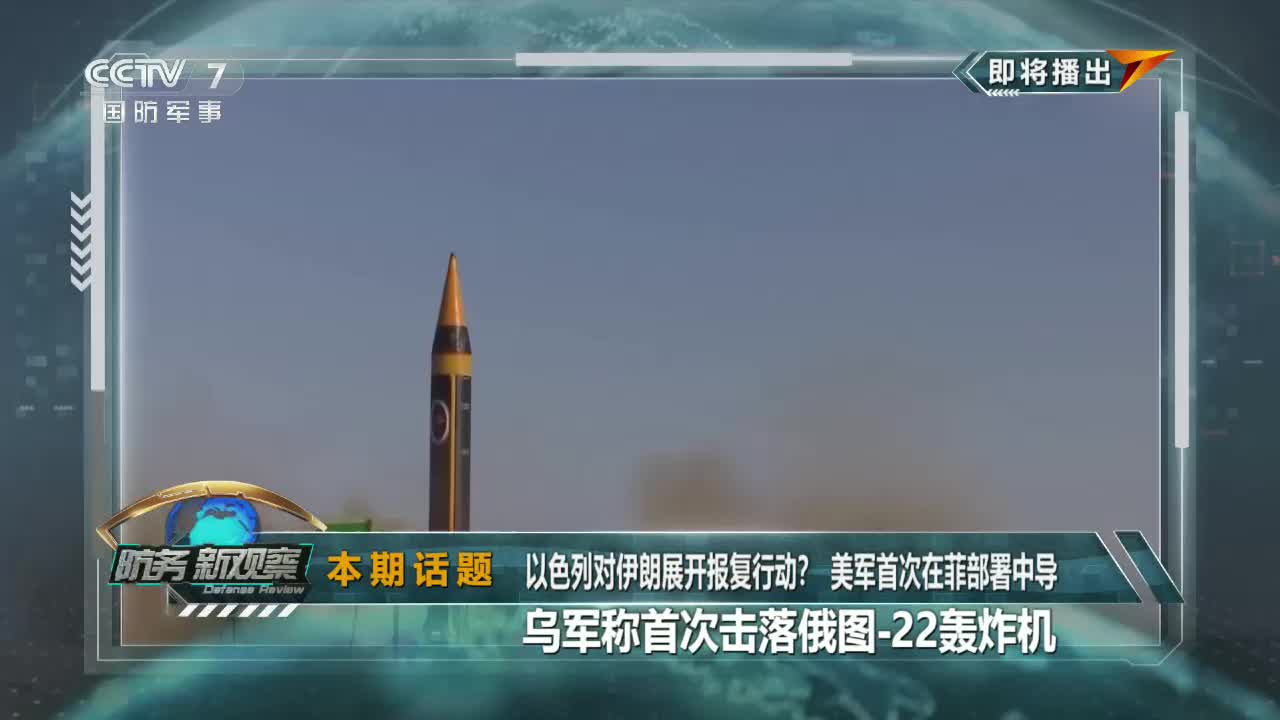 CCTV 7
国防军事
即将播出
防务新观察
Defense Review
本期话题
以色列对伊朗展开报复行动? 美军首次在菲部署中导
乌军称首次击落俄图-22轰炸机